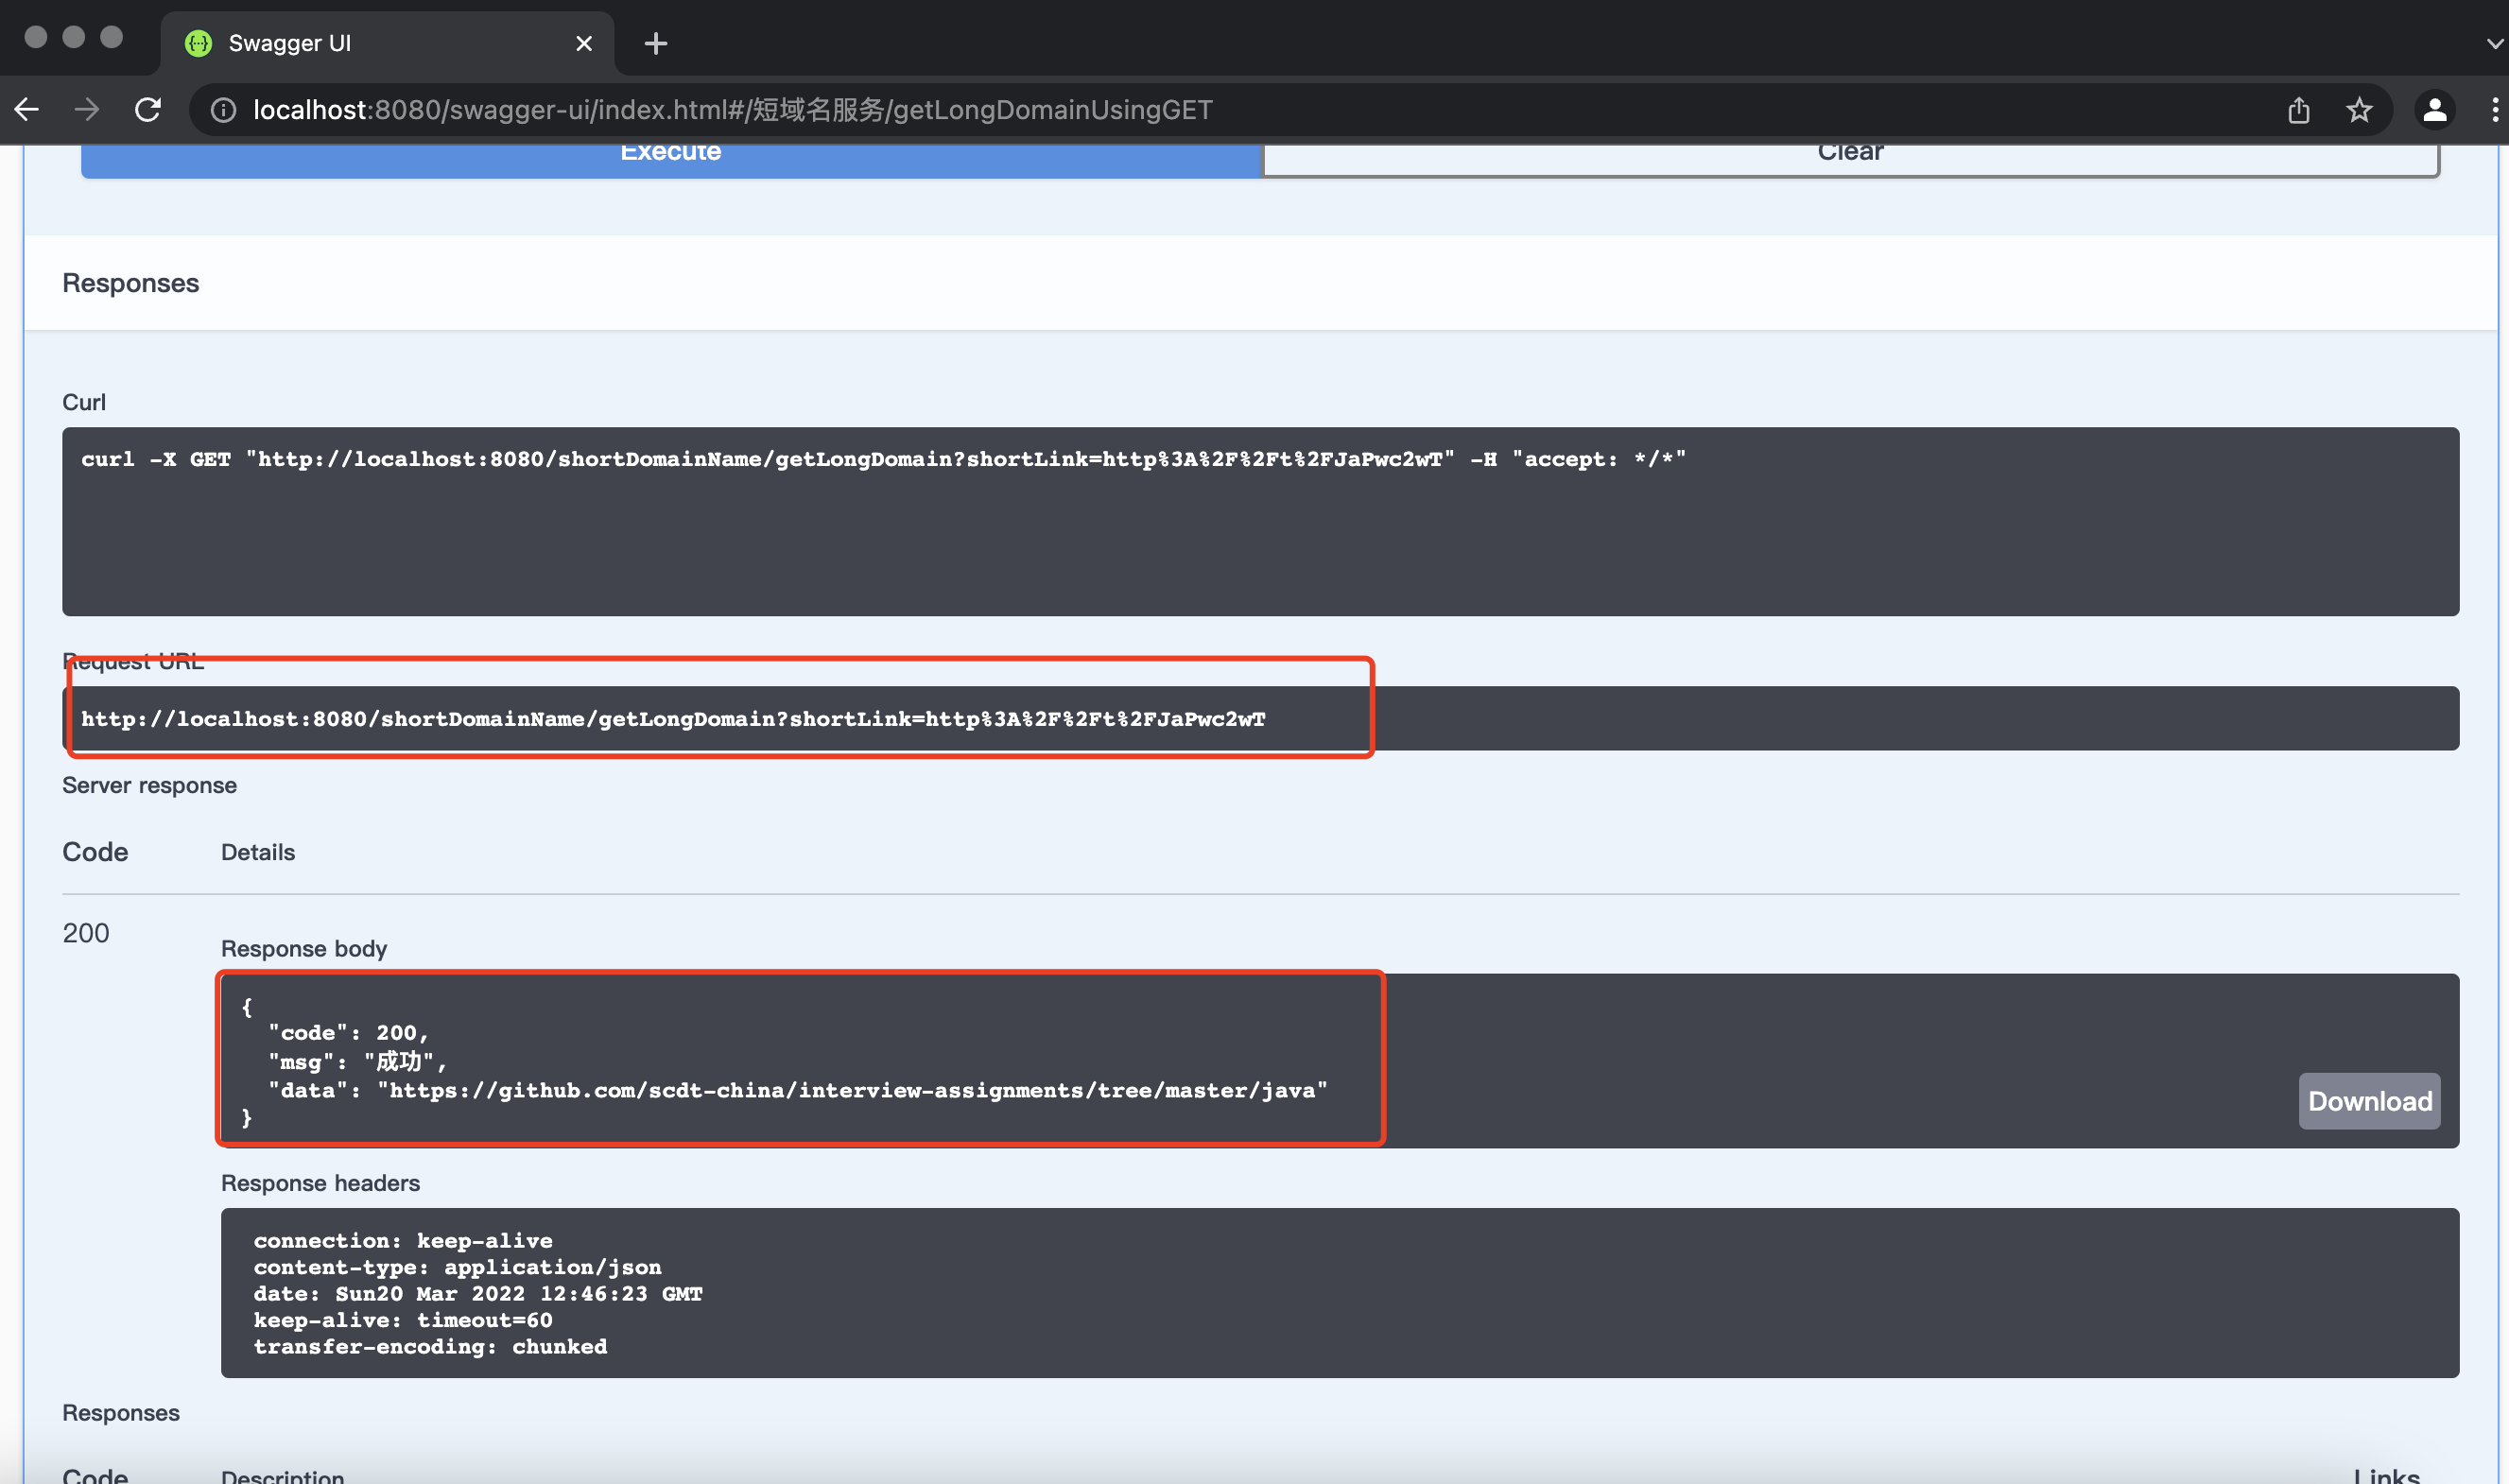 Swagger UI
localhost:8080/swagger-ui/index.html#/短域名服务/getLongDomainUsingGET
Execute
Clear
Responses
Curl
curl -X GET "http://localhost:8080/shortDomainName/getLongDomain?shortLink=http%3A%2F%2Ft%2FJaPwc2wT" -H "accept: */*"
Request URL
http://localhost:8080/shortDomainName/getLongDomain?shortLink=http%3A%2F%2Ft%2FJaPwc2wT
Server response
Code
Details
200
Response body
{
"code": 200,
"msg": "成功",
"data": "https://github.com/scdt-china/interview-assignments/tree/master/java"
}
Download
Response headers
connection: keep-alive
content-type: application/json
date: Sun20 Mar 2022 12:46:23 GMT
keep-alive: timeout=60
transfer-encoding: chunked
Responses
Code
Description
Links